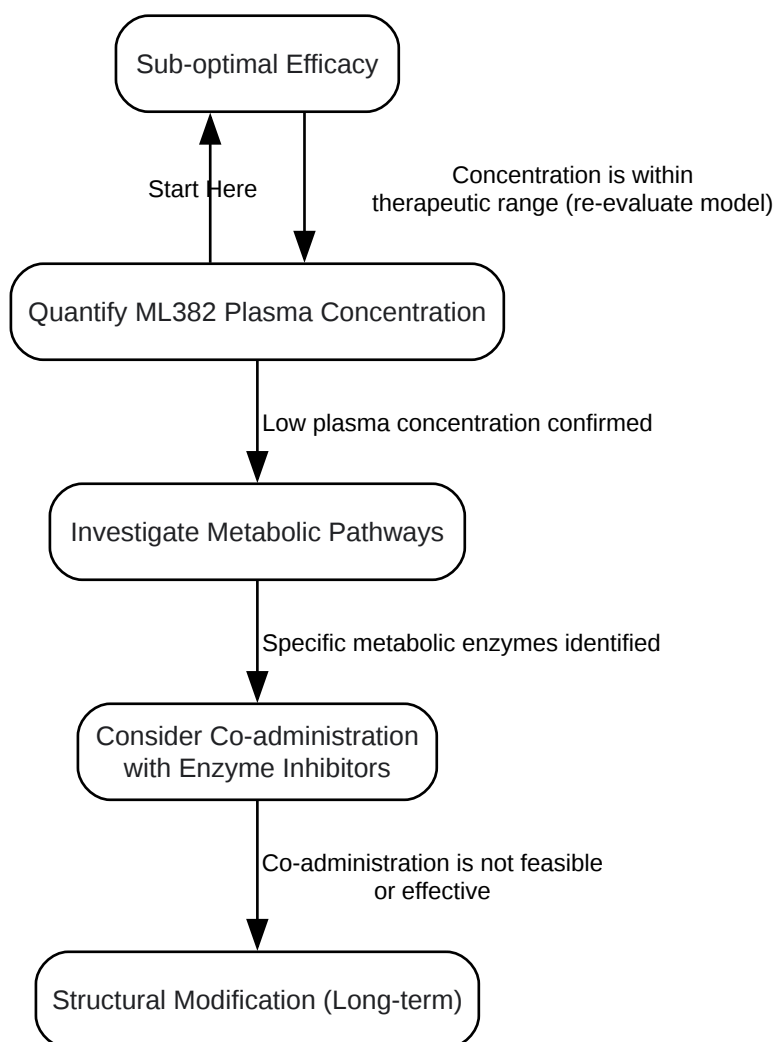 Sub-optimal Efficacy
Start Here
Concentration is within
therapeutic range (re-evaluate model)
Quantify ML382 Plasma Concentration
Low plasma concentration confirmed
Investigate Metabolic Pathways
Specific metabolic enzymes identified
Consider Co-administration
with Enzyme Inhibitors
Co-administration is not feasible
or effective
Structural Modification (Long-term)